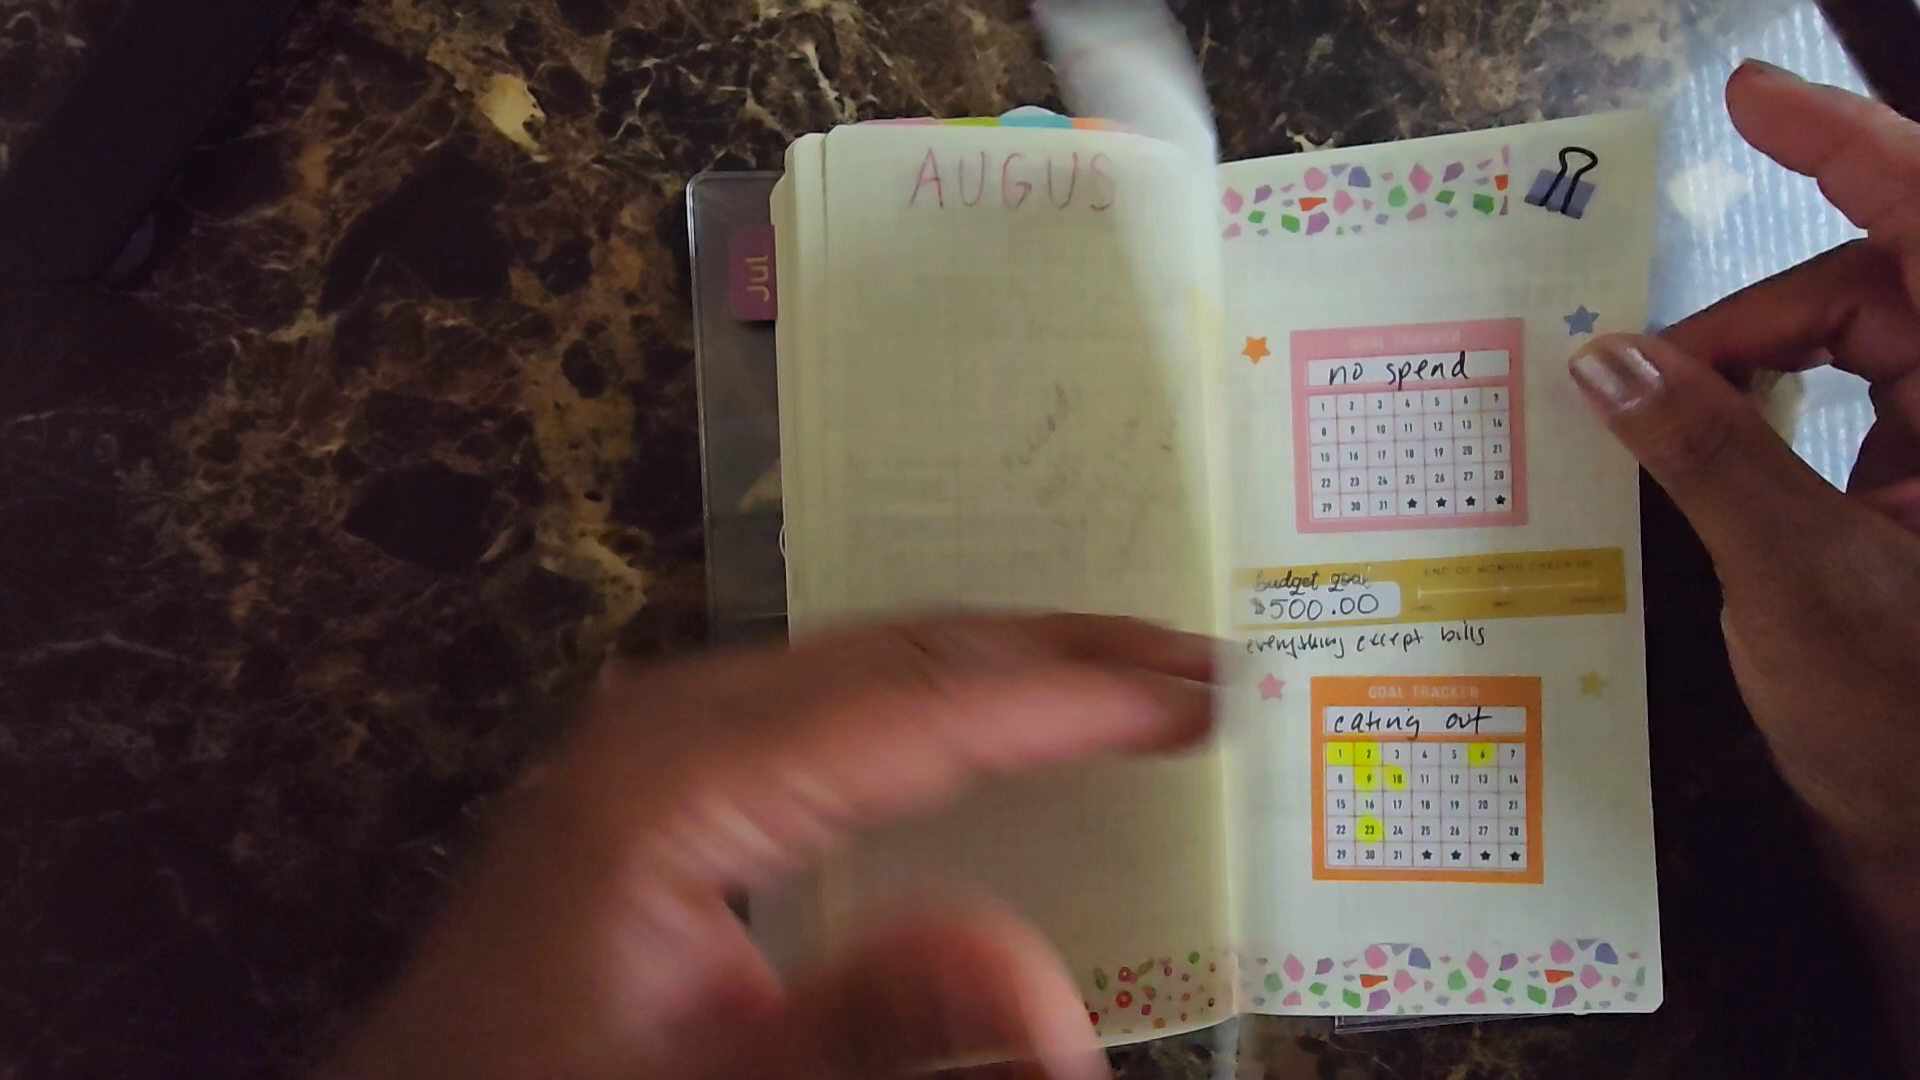 Jul
AUGUS
GOAL TRACKER
no spend
1 2 3 4 5 6 7
8 9 10 11 12 13 14
15 16 17 18 19 20 21
22 23 24 25 26 27 28
29 30 31
budget goal
END OF MONTH CHECK IN
$500.00
everything except bills
GOAL TRACKER
eating out
1 2 3 4 5 6 7
8 9 10 11 12 13 14
15 16 17 18 19 20 21
22 23 24 25 26 27 28
29 30 31